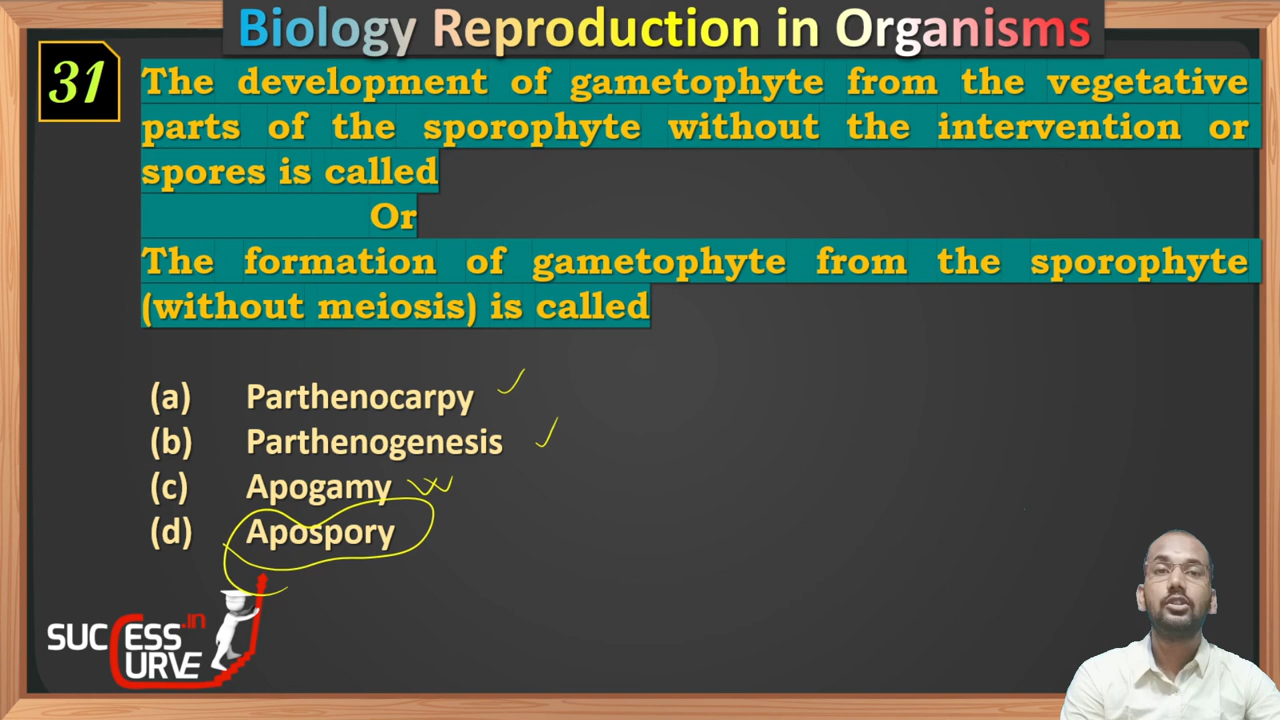 Biology Reproduction in Organisms
31
The development of gametophyte from the vegetative
parts of the sporophyte without the intervention or
spores is called
Or
The formation of gametophyte from the sporophyte
(without meiosis) is called
(a) Parthenocarpy
(b) Parthenogenesis
(c) Apogamy
(d) Apospory
SUCCESS.in
CURVE